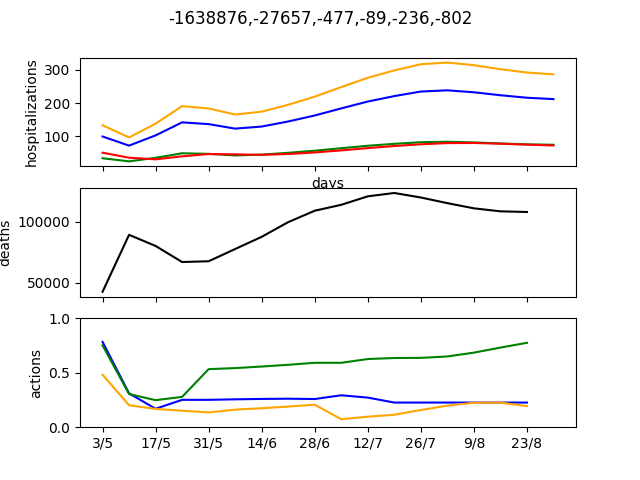 -1638876,-27657,-477,-89,-236,-802
hospitalizations
300
200
100
days
deaths
100000
50000
actions
1.0
0.5
0.0
3/5 17/5 31/5 14/6 28/6 12/7 26/7 9/8 23/8